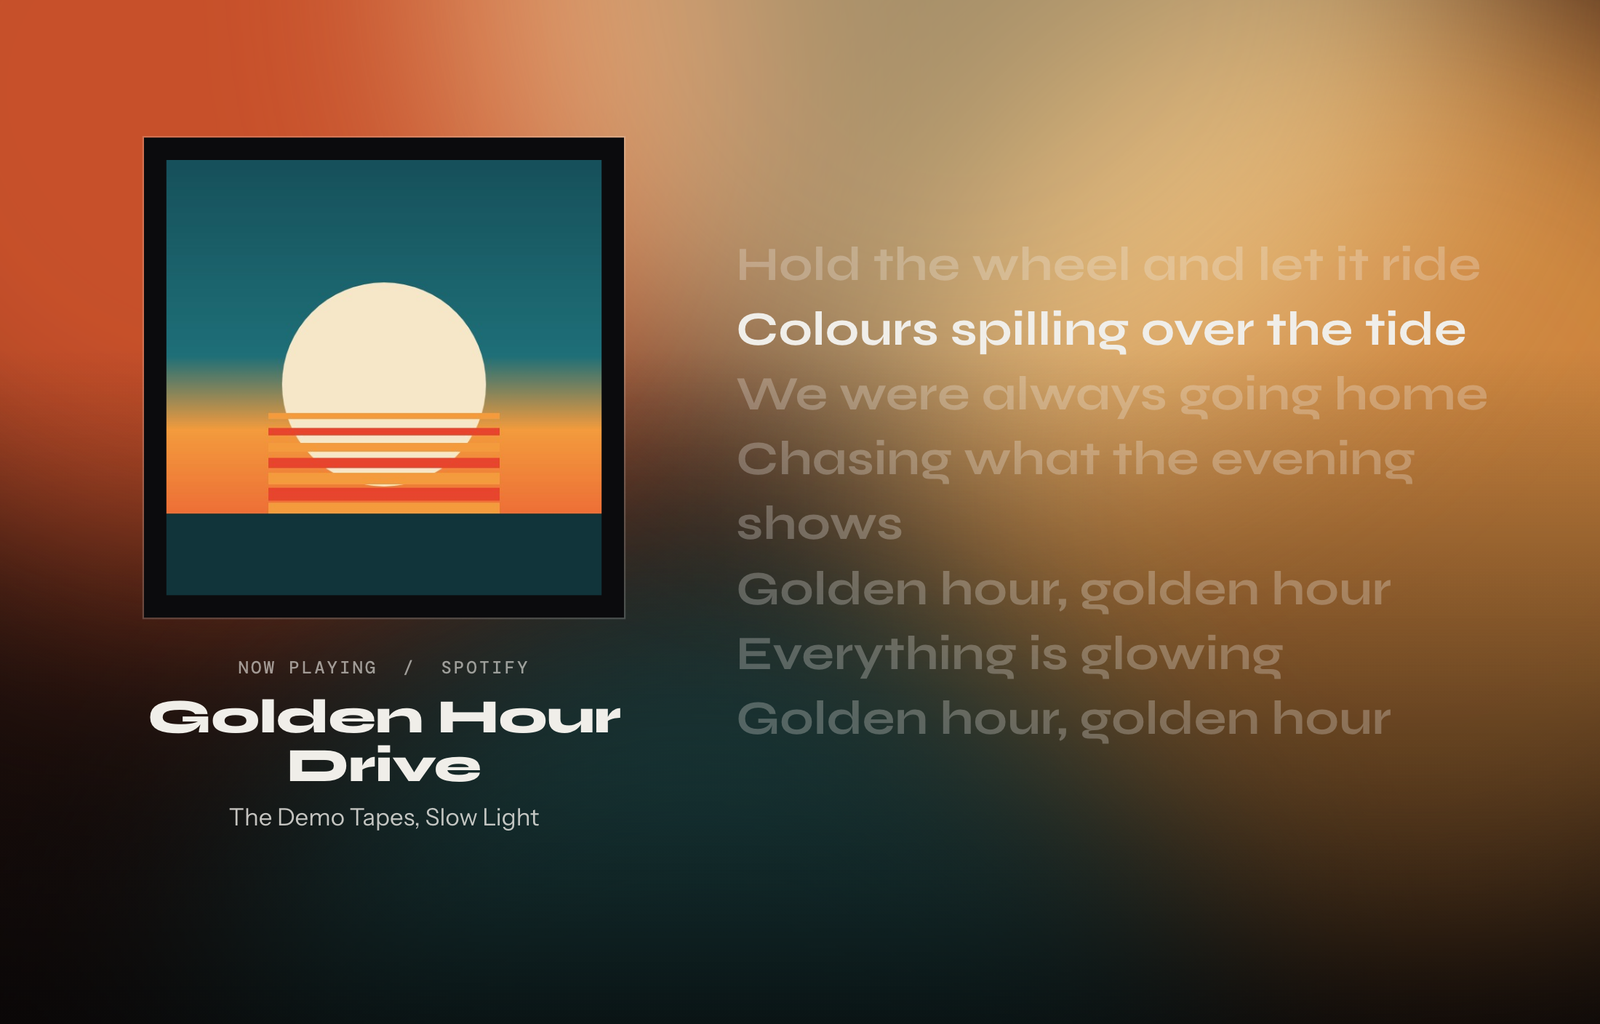 NOW PLAYING / SPOTIFY
Golden Hour
Drive
The Demo Tapes, Slow Light
Hold the wheel and let it ride
Colours spilling over the tide
We were always going home
Chasing what the evening
shows
Golden hour, golden hour
Everything is glowing
Golden hour, golden hour